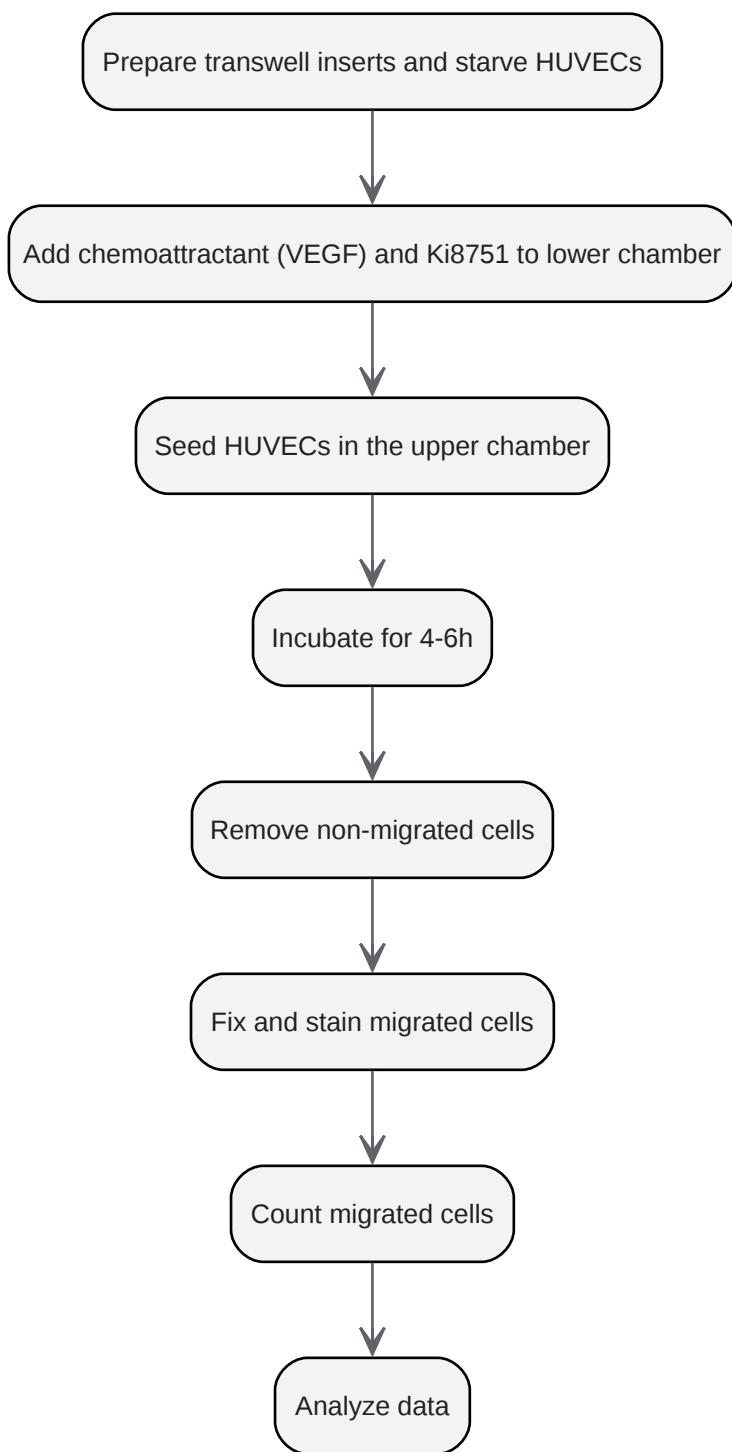 Prepare transwell inserts and starve HUVECs
Add chemoattractant (VEGF) and Ki8751 to lower chamber
Seed HUVECs in the upper chamber
Incubate for 4-6h
Remove non-migrated cells
Fix and stain migrated cells
Count migrated cells
Analyze data